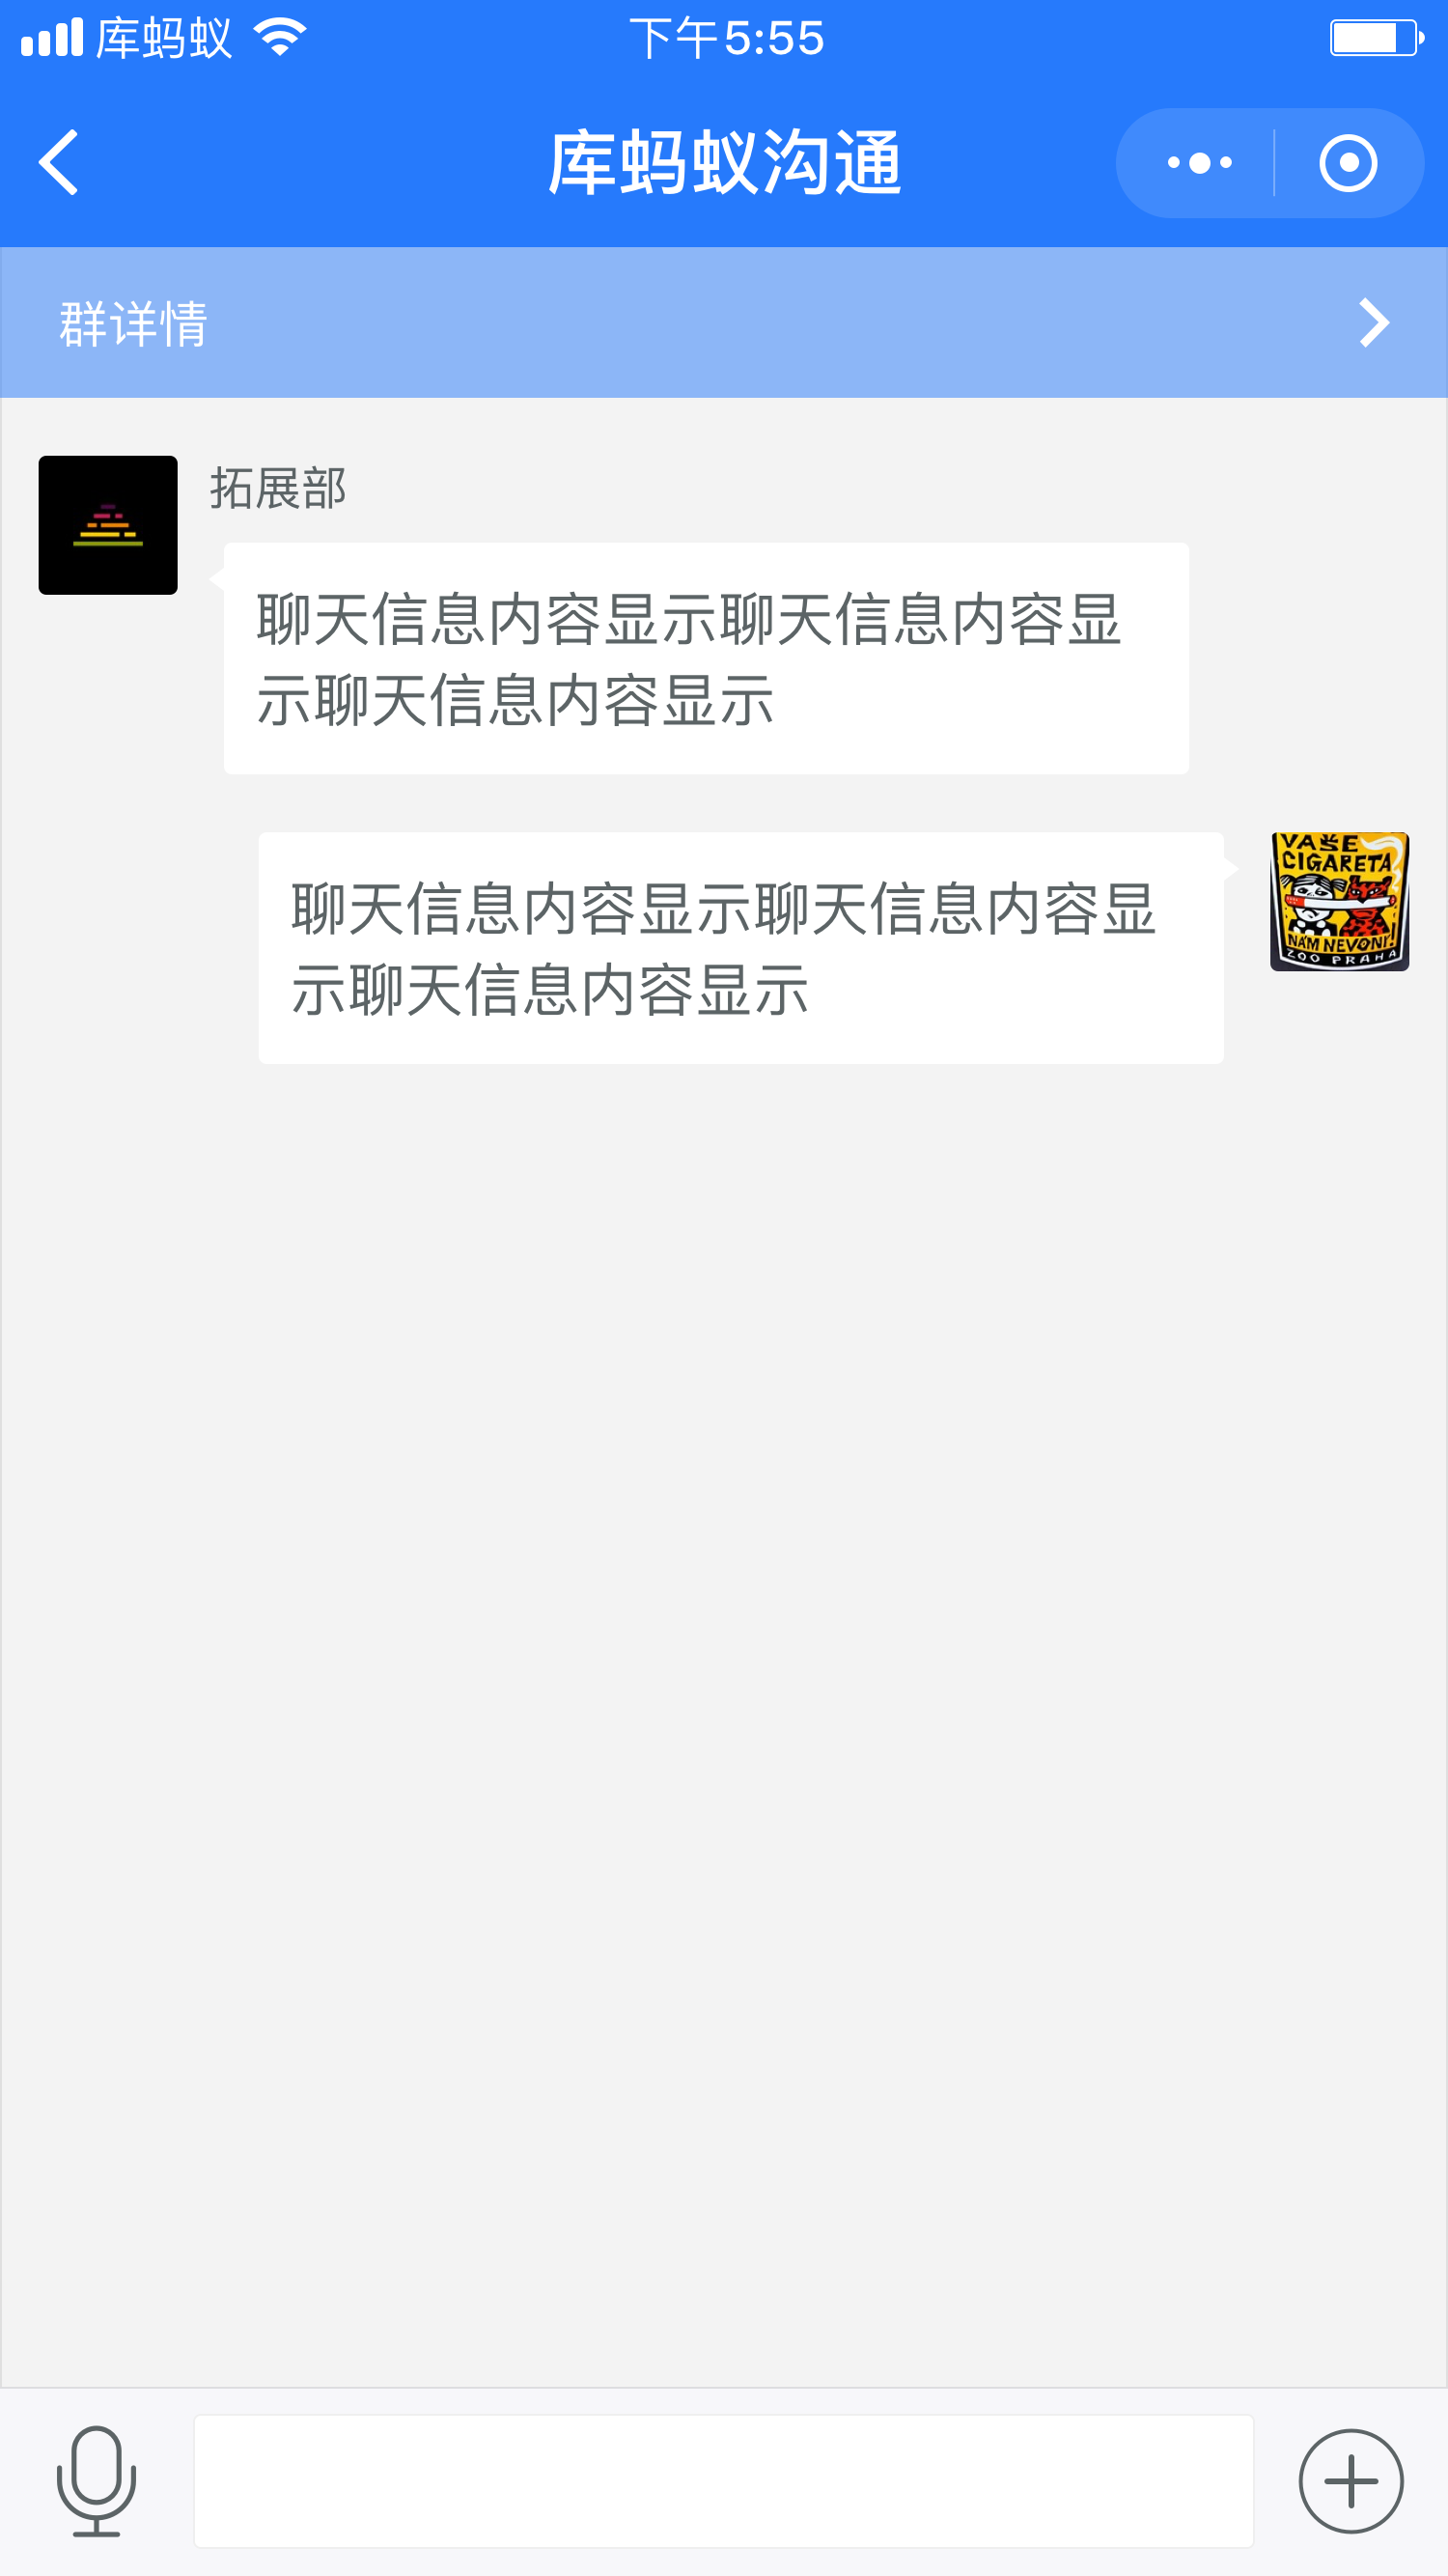 库蚂蚁
下午5:55
库蚂蚁沟通
群详情
拓展部
聊天信息内容显示聊天信息内容显
示聊天信息内容显示
聊天信息内容显示聊天信息内容显
示聊天信息内容显示
VAŠE
CIGARETA
NÁM NEVONÍ!
ZOO PRAHA